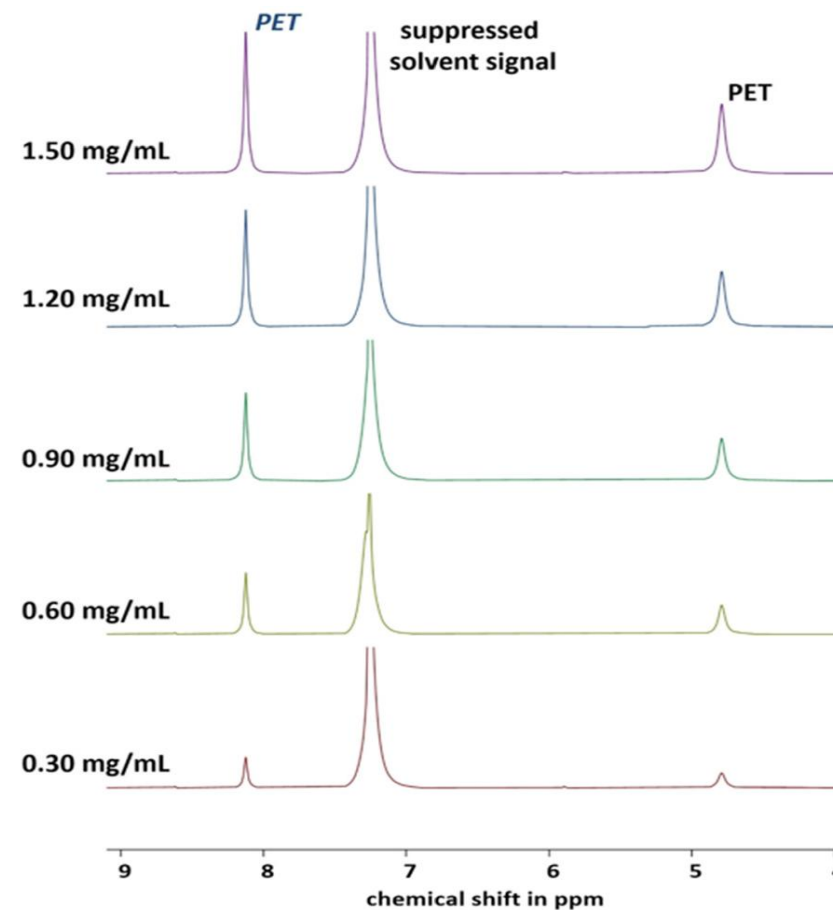 PET
suppressed
solvent signal
PET
1.50 mg/mL
1.20 mg/mL
0.90 mg/mL
0.60 mg/mL
0.30 mg/mL
9 8 7 6 5
chemical shift in ppm